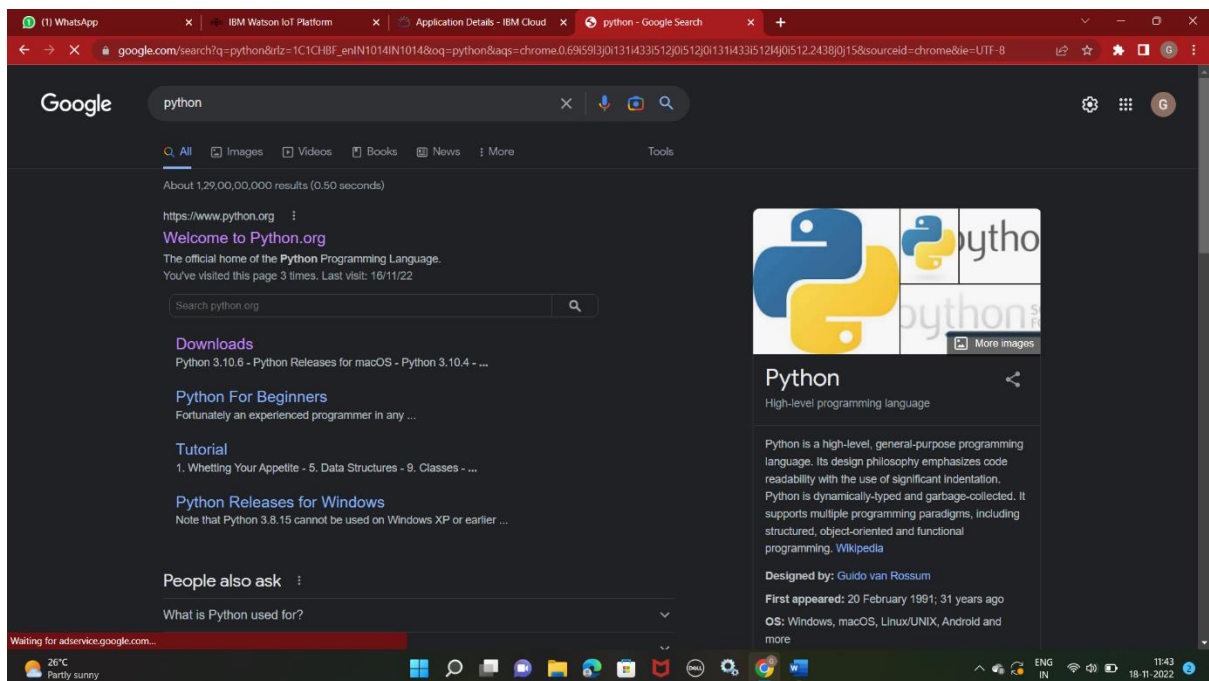 (1) WhatsApp
IBM Watson IoT Platform
Application Details - IBM Cloud
python - Google Search
google.com/search?q=python&rlz=1C1CHBF_enIN1014IN1014&oq=python&aqs=chrome.0.69i59l3j0i131i433i512j0i512j0i131i433i512l4j0i512.2438j0j15&sourceid=chrome&ie=UTF-8
G
Google
python
G
All
Images
Videos
Books
News
More
Tools
About 1,29,00,00,000 results (0.50 seconds)
https://www.python.org
Welcome to Python.org
The official home of the Python Programming Language.
You've visited this page 3 times. Last visit: 16/11/22
Search python.org
Downloads
Python 3.10.6 - Python Releases for macOS - Python 3.10.4 - ...
Python For Beginners
Fortunately an experienced programmer in any ...
Tutorial
1. Whetting Your Appetite - 5. Data Structures - 9. Classes - ...
Python Releases for Windows
Note that Python 3.8.15 cannot be used on Windows XP or earlier ...
People also ask
What is Python used for?
ytho
python
More images
Python
High-level programming language
Python is a high-level, general-purpose programming
language. Its design philosophy emphasizes code
readability with the use of significant indentation.
Python is dynamically-typed and garbage-collected. It
supports multiple programming paradigms, including
structured, object-oriented and functional
programming. Wikipedia
Designed by: Guido van Rossum
First appeared: 20 February 1991; 31 years ago
OS: Windows, macOS, Linux/UNIX, Android and
more
Waiting for adservice.google.com...
26°C
Partly sunny
DELL
ENG
IN
11:43
18-11-2022
2